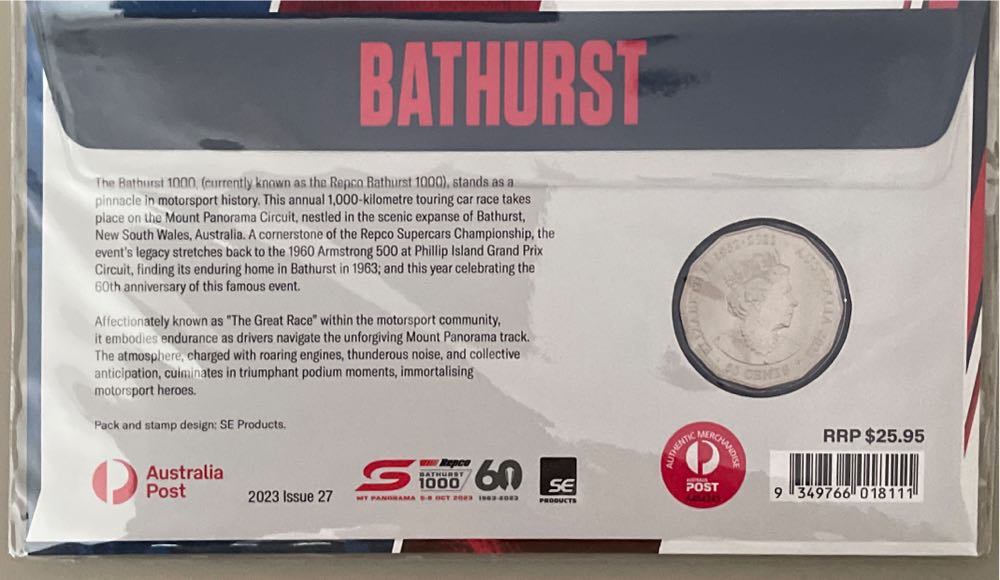 BATHURST
The Bathurst 1000, (currently known as the Repco Bathurst 1000), stands as a
pinnacle in motorsport history. This annual 1,000-kilometre touring car race takes
place on the Mount Panorama Circuit, nestled in the scenic expanse of Bathurst,
New South Wales, Australia. A cornerstone of the Repco Supercars Championship, the
event's legacy stretches back to the 1960 Armstrong 500 at Phillip Island Grand Prix
Circuit, finding its enduring home in Bathurst in 1963; and this year celebrating the
60th anniversary of this famous event.
Affectionately known as "The Great Race" within the motorsport community,
it embodies endurance as drivers navigate the unforgiving Mount Panorama track.
The atmosphere, charged with roaring engines, thunderous noise, and collective
anticipation, culminates in triumphant podium moments, immortalising
motorsport heroes.
Pack and stamp design: SE Products.
ELIZABETH II 1952-2022
AUSTRALIA
50 CENTS
Australia
Post
2023 Issue 27
Repco
BATHURST
1000
60
MT PANORAMA 5-8 OCT 2023 1963-2023
SE
PRODUCTS
AUTHENTIC MERCHANDISE
AUSTRALIA
POST
RRP $25.95
9 349766 018111